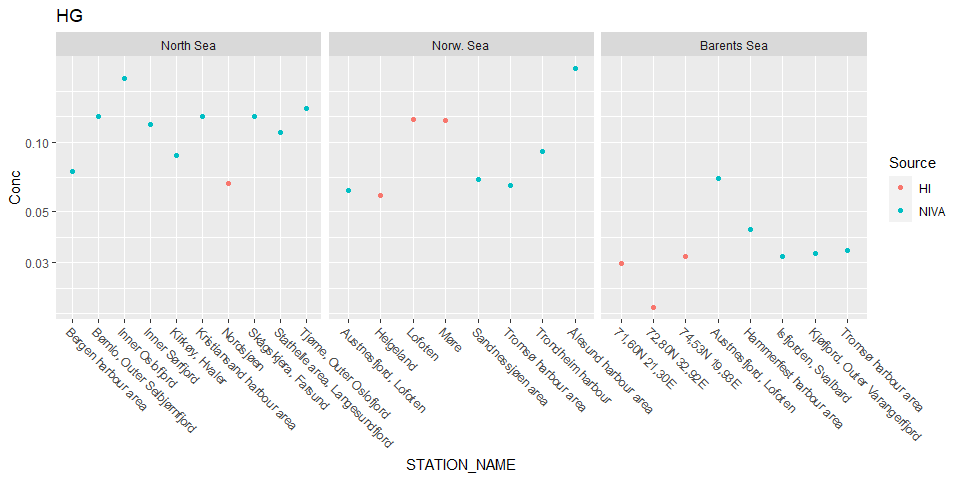 HG
North Sea
Norw. Sea
Barents Sea
Conc
0.10
0.05
0.03
Bergen harbour area
Bømlo, Outer Selbjørnfjord
Inner Oslofjord
Inner Sørfjord
Kirkøy, Hvaler
Kristiansand harbour area
Nordsjøen
Skågskjera, Farsund
Stathelle area, Langesundfjord
Tjøme, Outer Oslofjord
Austnesfjord, Lofoten
Helgeland
Lofoten
Møre
Sandnessjøen area
Tromsø harbour area
Trondheim harbour
Ålesund harbour area
71,60N 21,30E
72,80N 32,92E
74,53N 19,93E
Austnesfjord, Lofoten
Hammerfest harbour area
Isfjorden, Svalbard
Kjøfjord, Outer Varangerfjord
Tromsø harbour area
STATION_NAME
Source
HI
NIVA